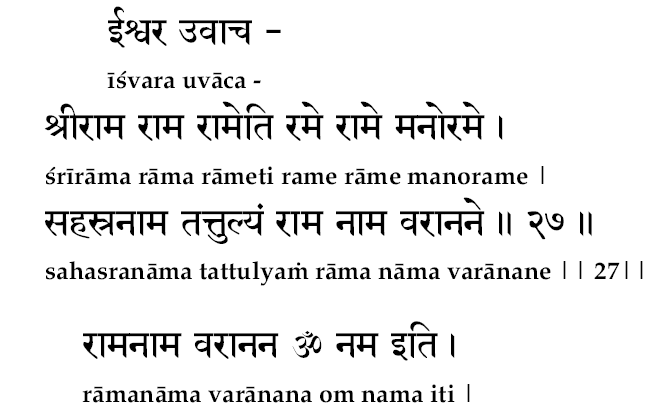 ईश्वर उवाच -
īśvara uvāca -
श्रीराम राम रामेति रमे रामे मनोरमे ।
śrīrāma rāma rāmeti rame rāme manorame |
सहस्रनाम तत्तुल्यं राम नाम वरानने ॥ २७ ॥
sahasranāma tattulyaṁ rāma nāma varānane || 27||
रामनाम वरानन ॐ नम इति ।
rāmanāma varānana om nama iti |